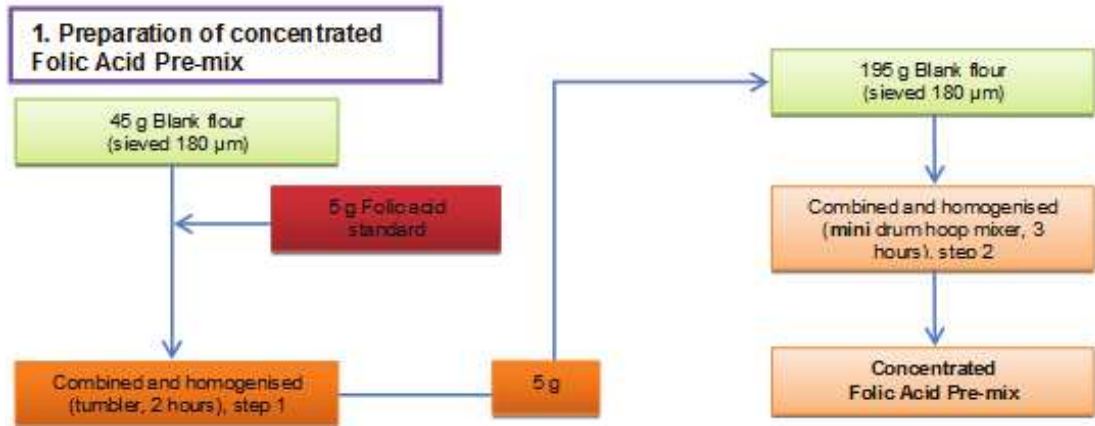 1. Preparation of concentrated
Folic Acid Pre-mix
45 g Blank flour
(sieved 180 µm)
5 g Folic acid
standard
Combined and homogenised
(tumbler, 2 hours), step 1
5 g
195 g Blank flour
(sieved 180 µm)
Combined and homogenised
(mini drum hoop mixer, 3
hours), step 2
Concentrated
Folic Acid Pre-mix